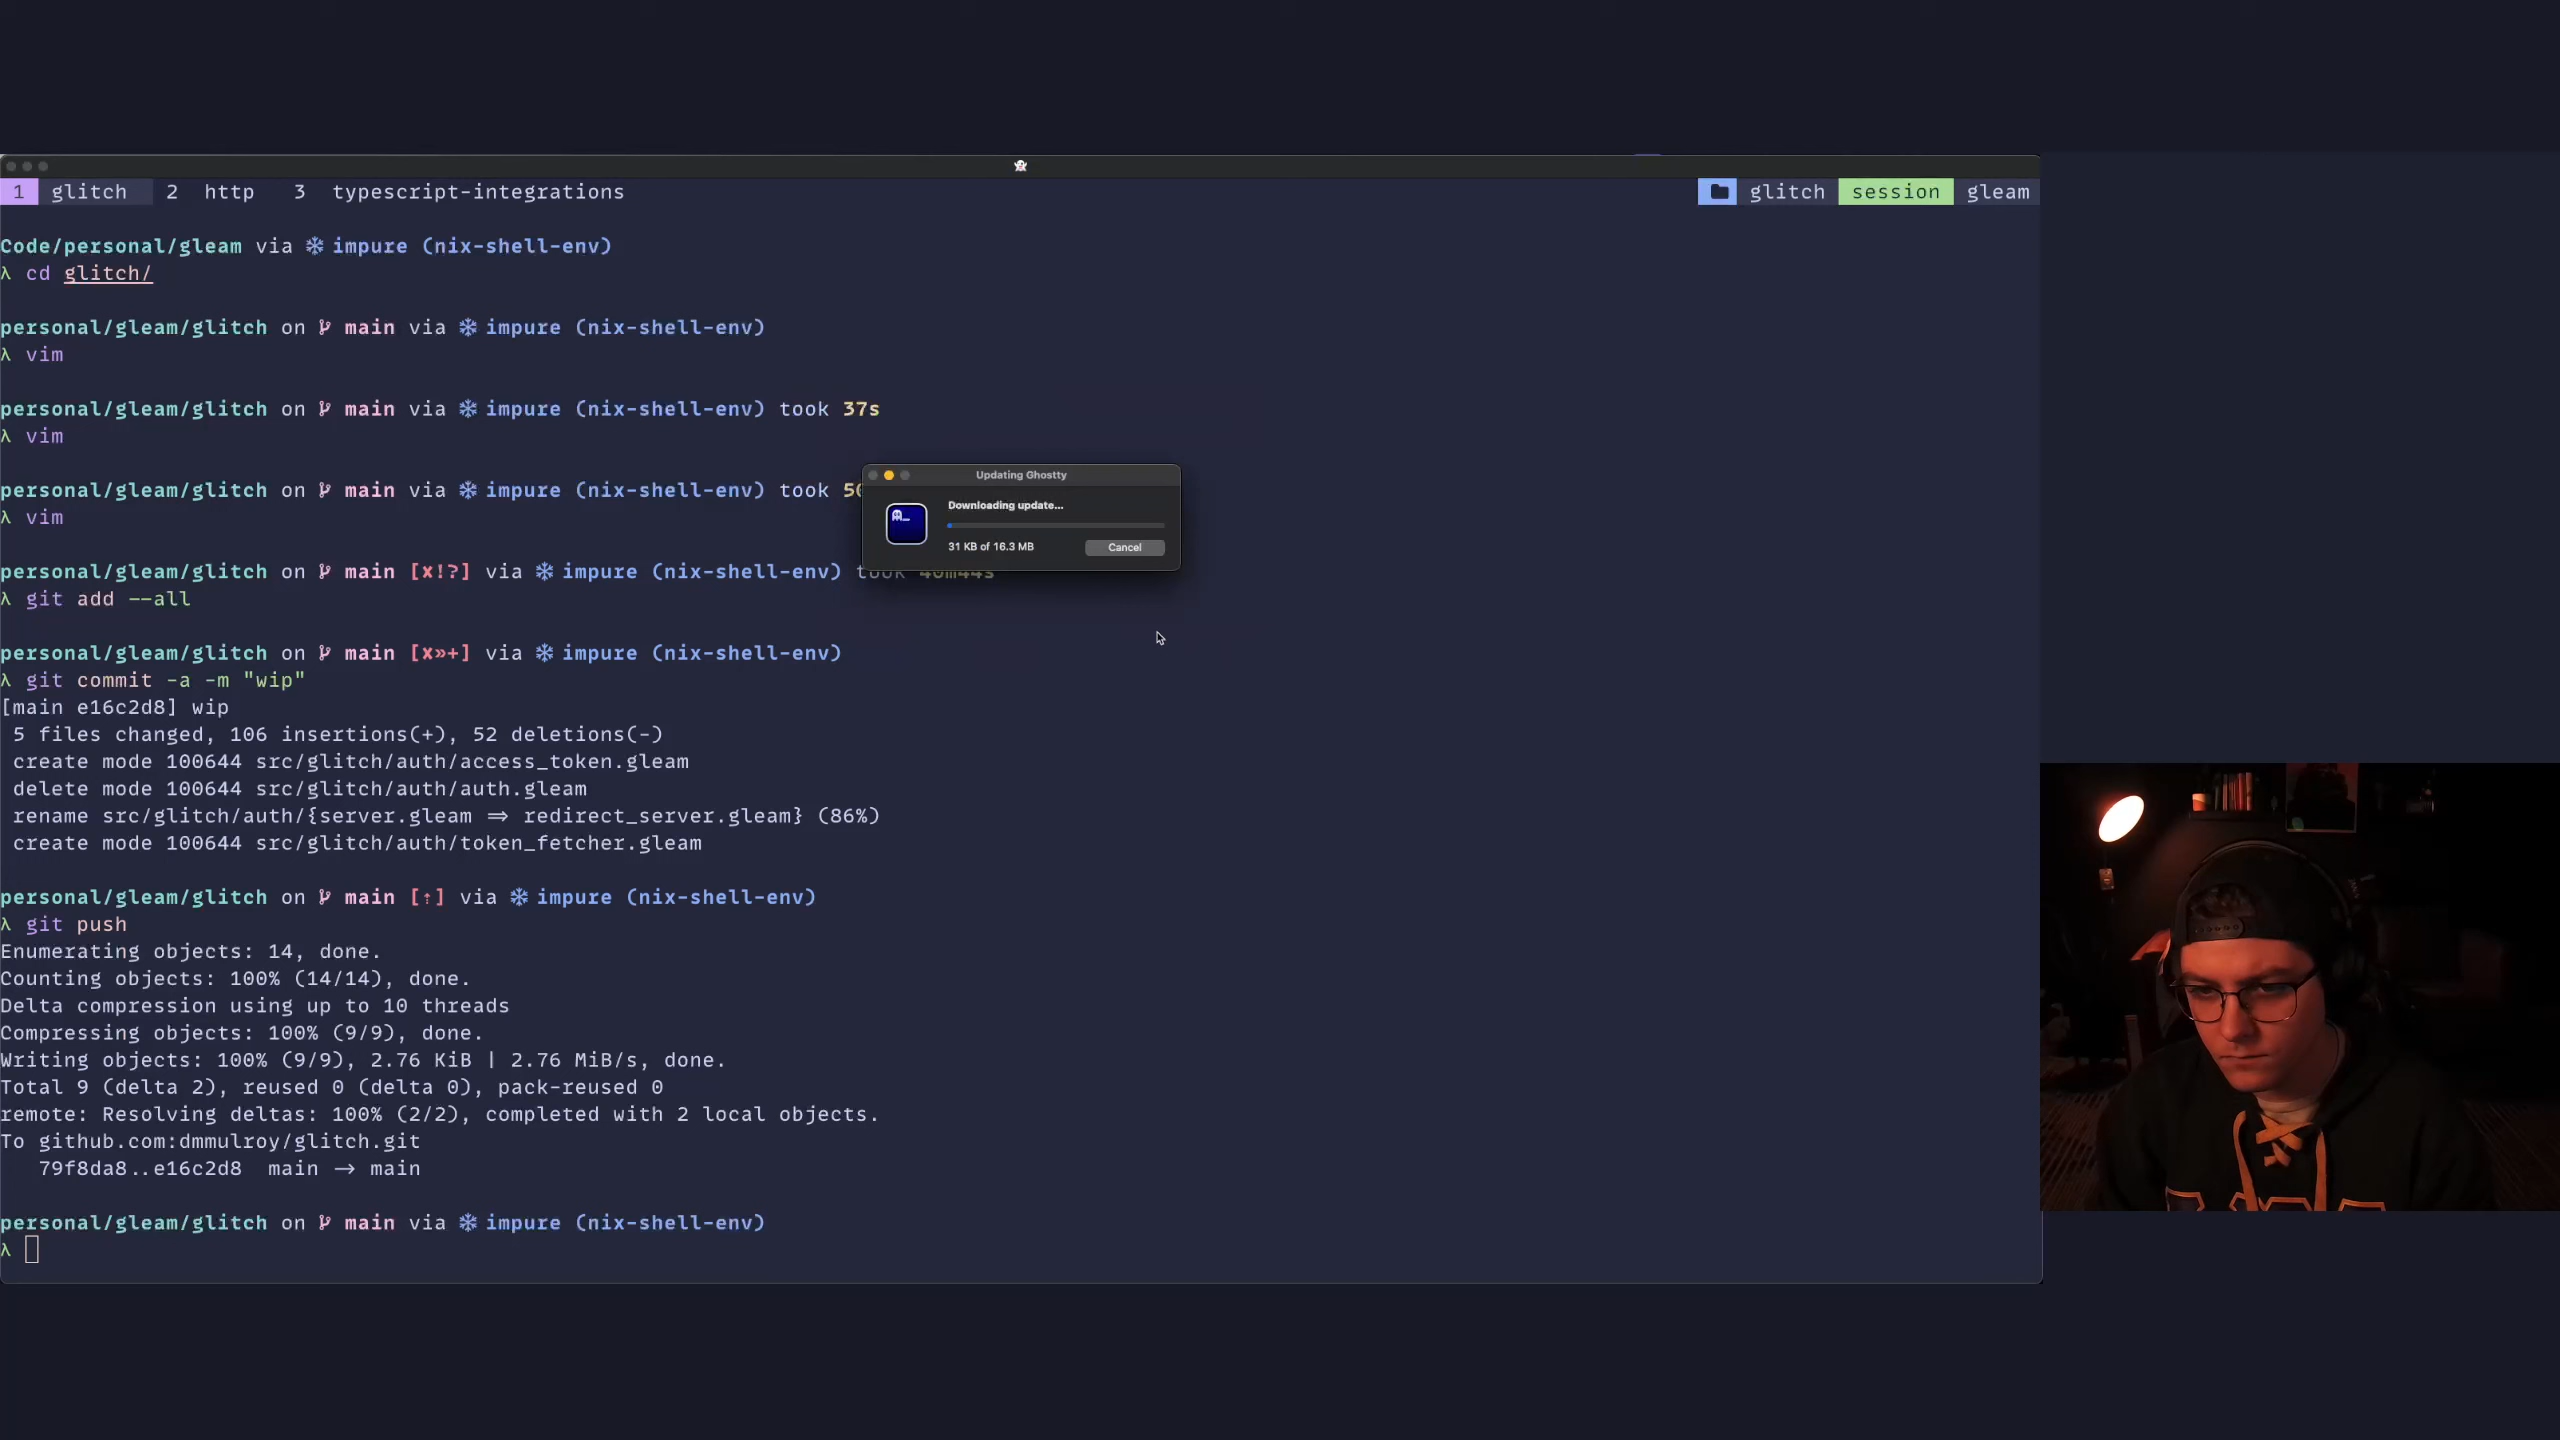 1 glitch 2 http 3 typescript-integrations glitch session gleam
Code/personal/gleam via ❄ impure (nix-shell-env)
λ cd glitch/
personal/gleam/glitch on main via ❄ impure (nix-shell-env)
λ vim
personal/gleam/glitch on main via ❄ impure (nix-shell-env) took 37s
λ vim
personal/gleam/glitch on main via ❄ impure (nix-shell-env) took
λ vim
Updating Ghostty
Downloading update...
31 KB of 16.3 MB
Cancel
personal/gleam/glitch on main [✘!?] via ❄ impure (nix-shell-env) took 40m44s
λ git add --all
personal/gleam/glitch on main [✘»+] via ❄ impure (nix-shell-env)
λ git commit -a -m "wip"
[main e16c2d8] wip
5 files changed, 106 insertions(+), 52 deletions(-)
create mode 100644 src/glitch/auth/access_token.gleam
delete mode 100644 src/glitch/auth/auth.gleam
rename src/glitch/auth/{server.gleam => redirect_server.gleam} (86%)
create mode 100644 src/glitch/auth/token_fetcher.gleam
personal/gleam/glitch on main [⇡] via ❄ impure (nix-shell-env)
λ git push
Enumerating objects: 14, done.
Counting objects: 100% (14/14), done.
Delta compression using up to 10 threads
Compressing objects: 100% (9/9), done.
Writing objects: 100% (9/9), 2.76 KiB | 2.76 MiB/s, done.
Total 9 (delta 2), reused 0 (delta 0), pack-reused 0
remote: Resolving deltas: 100% (2/2), completed with 2 local objects.
To github.com:dmmulroy/glitch.git
79f8da8..e16c2d8 main -> main
personal/gleam/glitch on main via ❄ impure (nix-shell-env)
λ